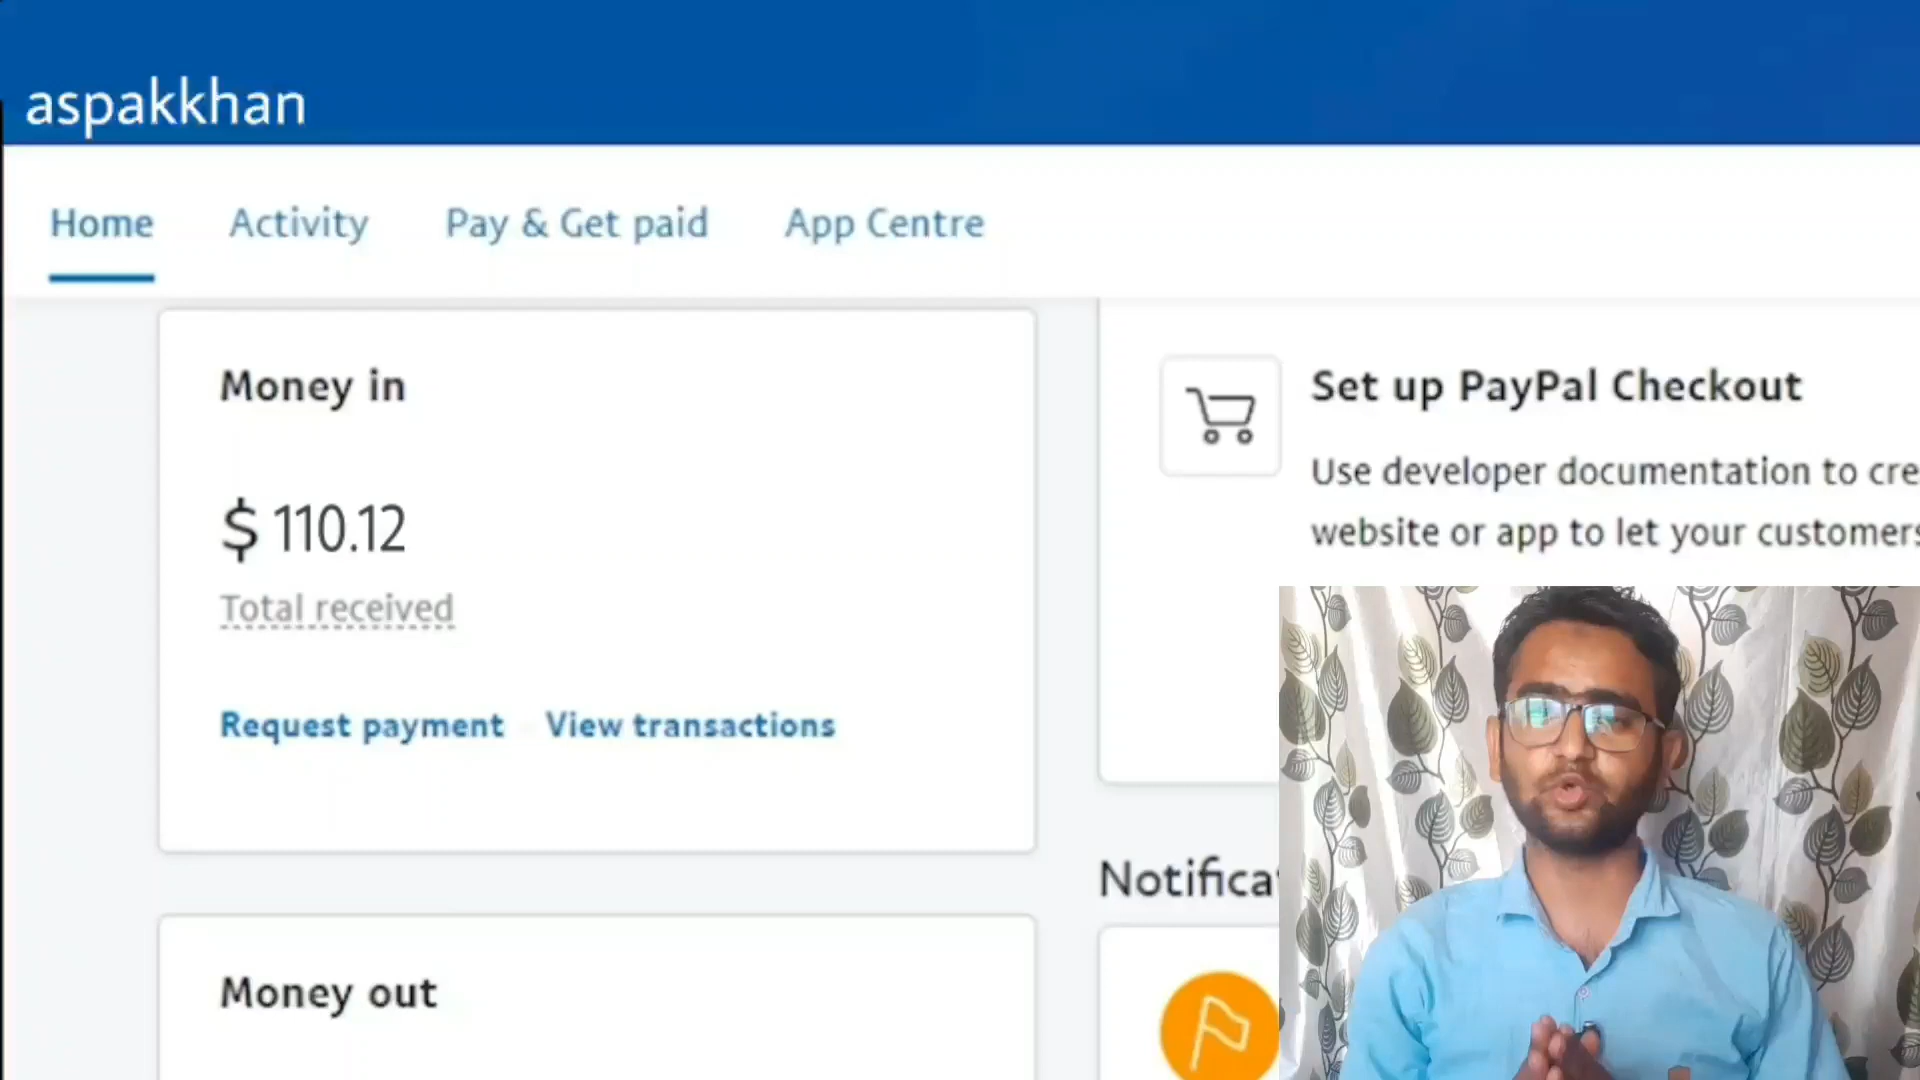 aspakkhan
Home Activity Pay & Get paid App Centre
Money in
$ 110.12
Total received
Request payment View transactions
Money out
Set up PayPal Checkout
Use developer documentation to cre
website or app to let your customers
Notifica